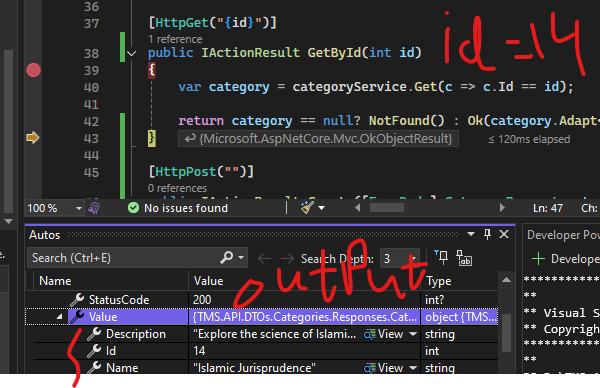 36
37 [HttpGet("{id}")]
1 reference
38 public IActionResult GetById(int id)
id=14
39 {
40 var category = categoryService.Get(c => c.Id == id);
41
42 return category == null? NotFound() : Ok(category.Adapt<
43 } {Microsoft.AspNetCore.Mvc.OkObjectResult} ≤ 120ms elapsed
44
45 [HttpPost("")]
0 references
100 % No issues found Ln: 47 Ch:
Autos
Developer Pow
Search (Ctrl+E) Search Depth: 3
+ Develope
output
Name Value Type
StatusCode 200 int?
Value {TMS.API.DTOs.Categories.Responses.Cat... object {TMS...
Description "Explore the science of Islami... View string
Id 14 int
Name "Islamic Jurisprudence" View string
**
** Visual S
** Copyright
**